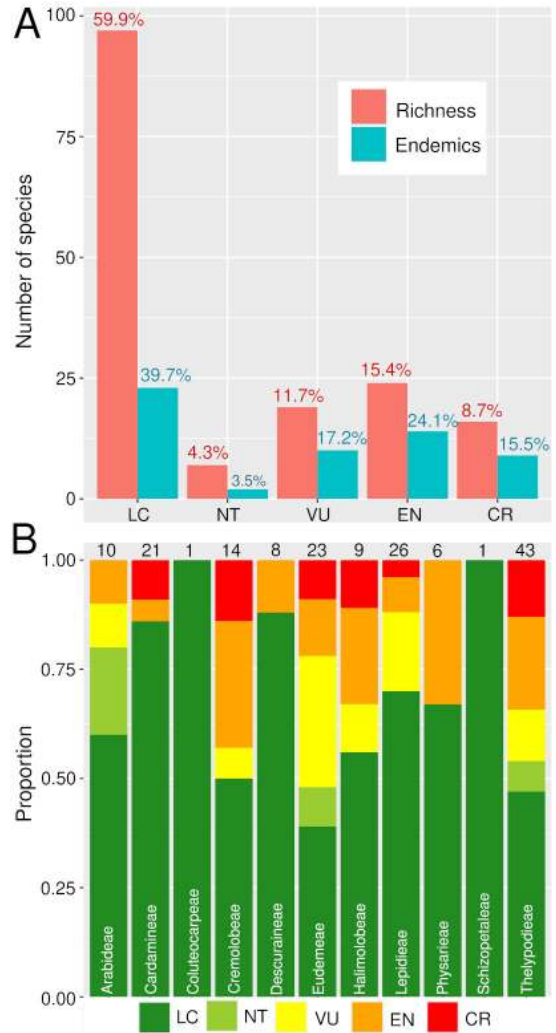 A
100
59.9%
Richness
Endemics
75
Number of species
50
39.7%
25
4.3%
3.5%
11.7%
17.2%
15.4%
24.1%
8.7%
15.5%
0
LC NT VU EN CR
B
10 21 1 14 8 23 9 26 6 1 43
1.00
0.75
Proportion
0.50
0.25
0.00
Arabideae
Cardamineae
Coluteocarpeae
Cremolobeae
Descuraineae
Eudemeae
Halimolobeae
Lepidieae
Physarieae
Schizopetaleae
Thelypodieae
LC NT VU EN CR